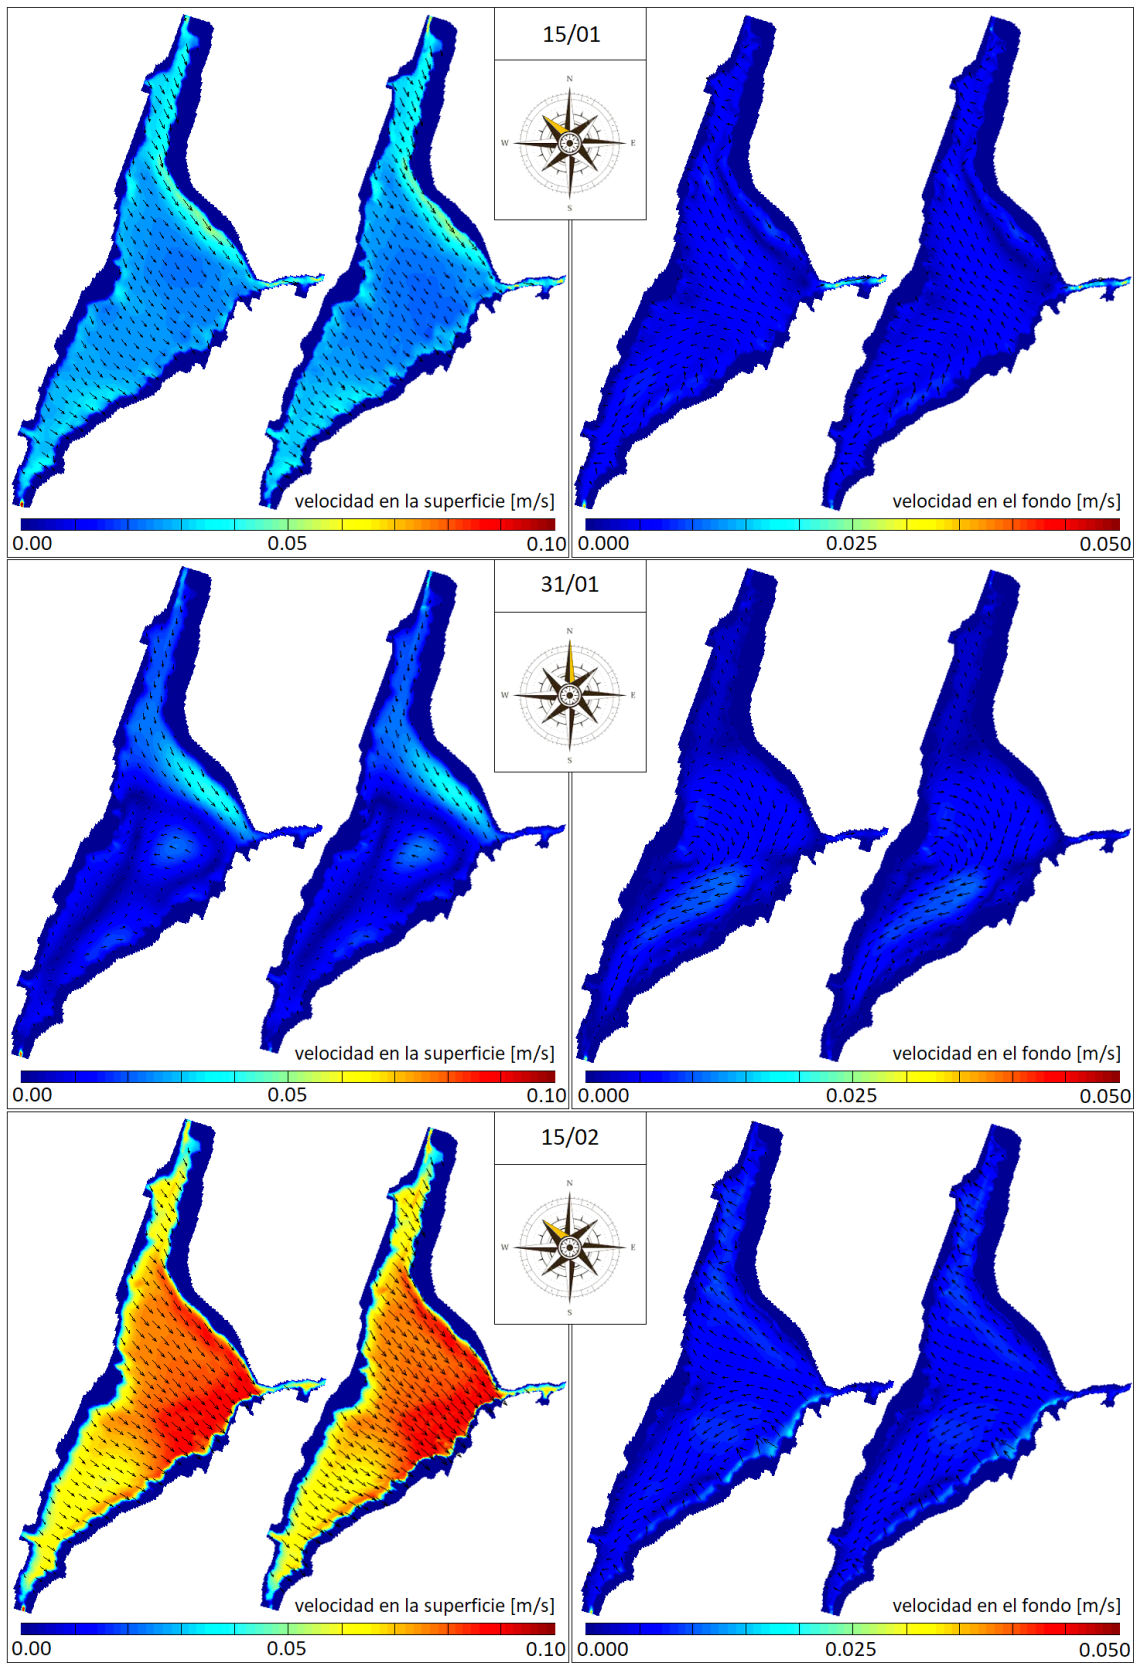 15/01
N
W E
S
velocidad en la superficie [m/s]
0.00 0.05 0.10
velocidad en el fondo [m/s]
0.000 0.025 0.050
31/01
N
W E
S
velocidad en la superficie [m/s]
0.00 0.05 0.10
velocidad en el fondo [m/s]
0.000 0.025 0.050
15/02
N
W E
S
velocidad en la superficie [m/s]
0.00 0.05 0.10
velocidad en el fondo [m/s]
0.000 0.025 0.050